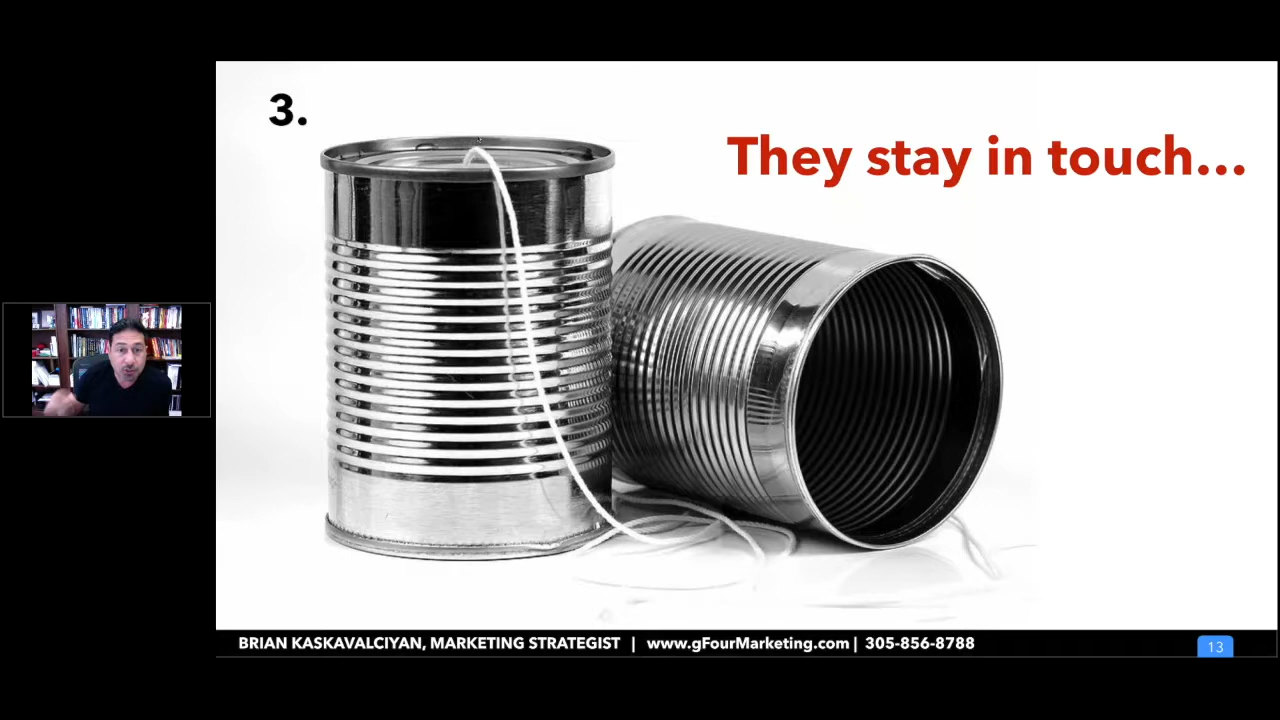 3.
They stay in touch...
BRIAN KASKAVALCIYAN, MARKETING STRATEGIST | www.gFourMarketing.com | 305-856-8788
13